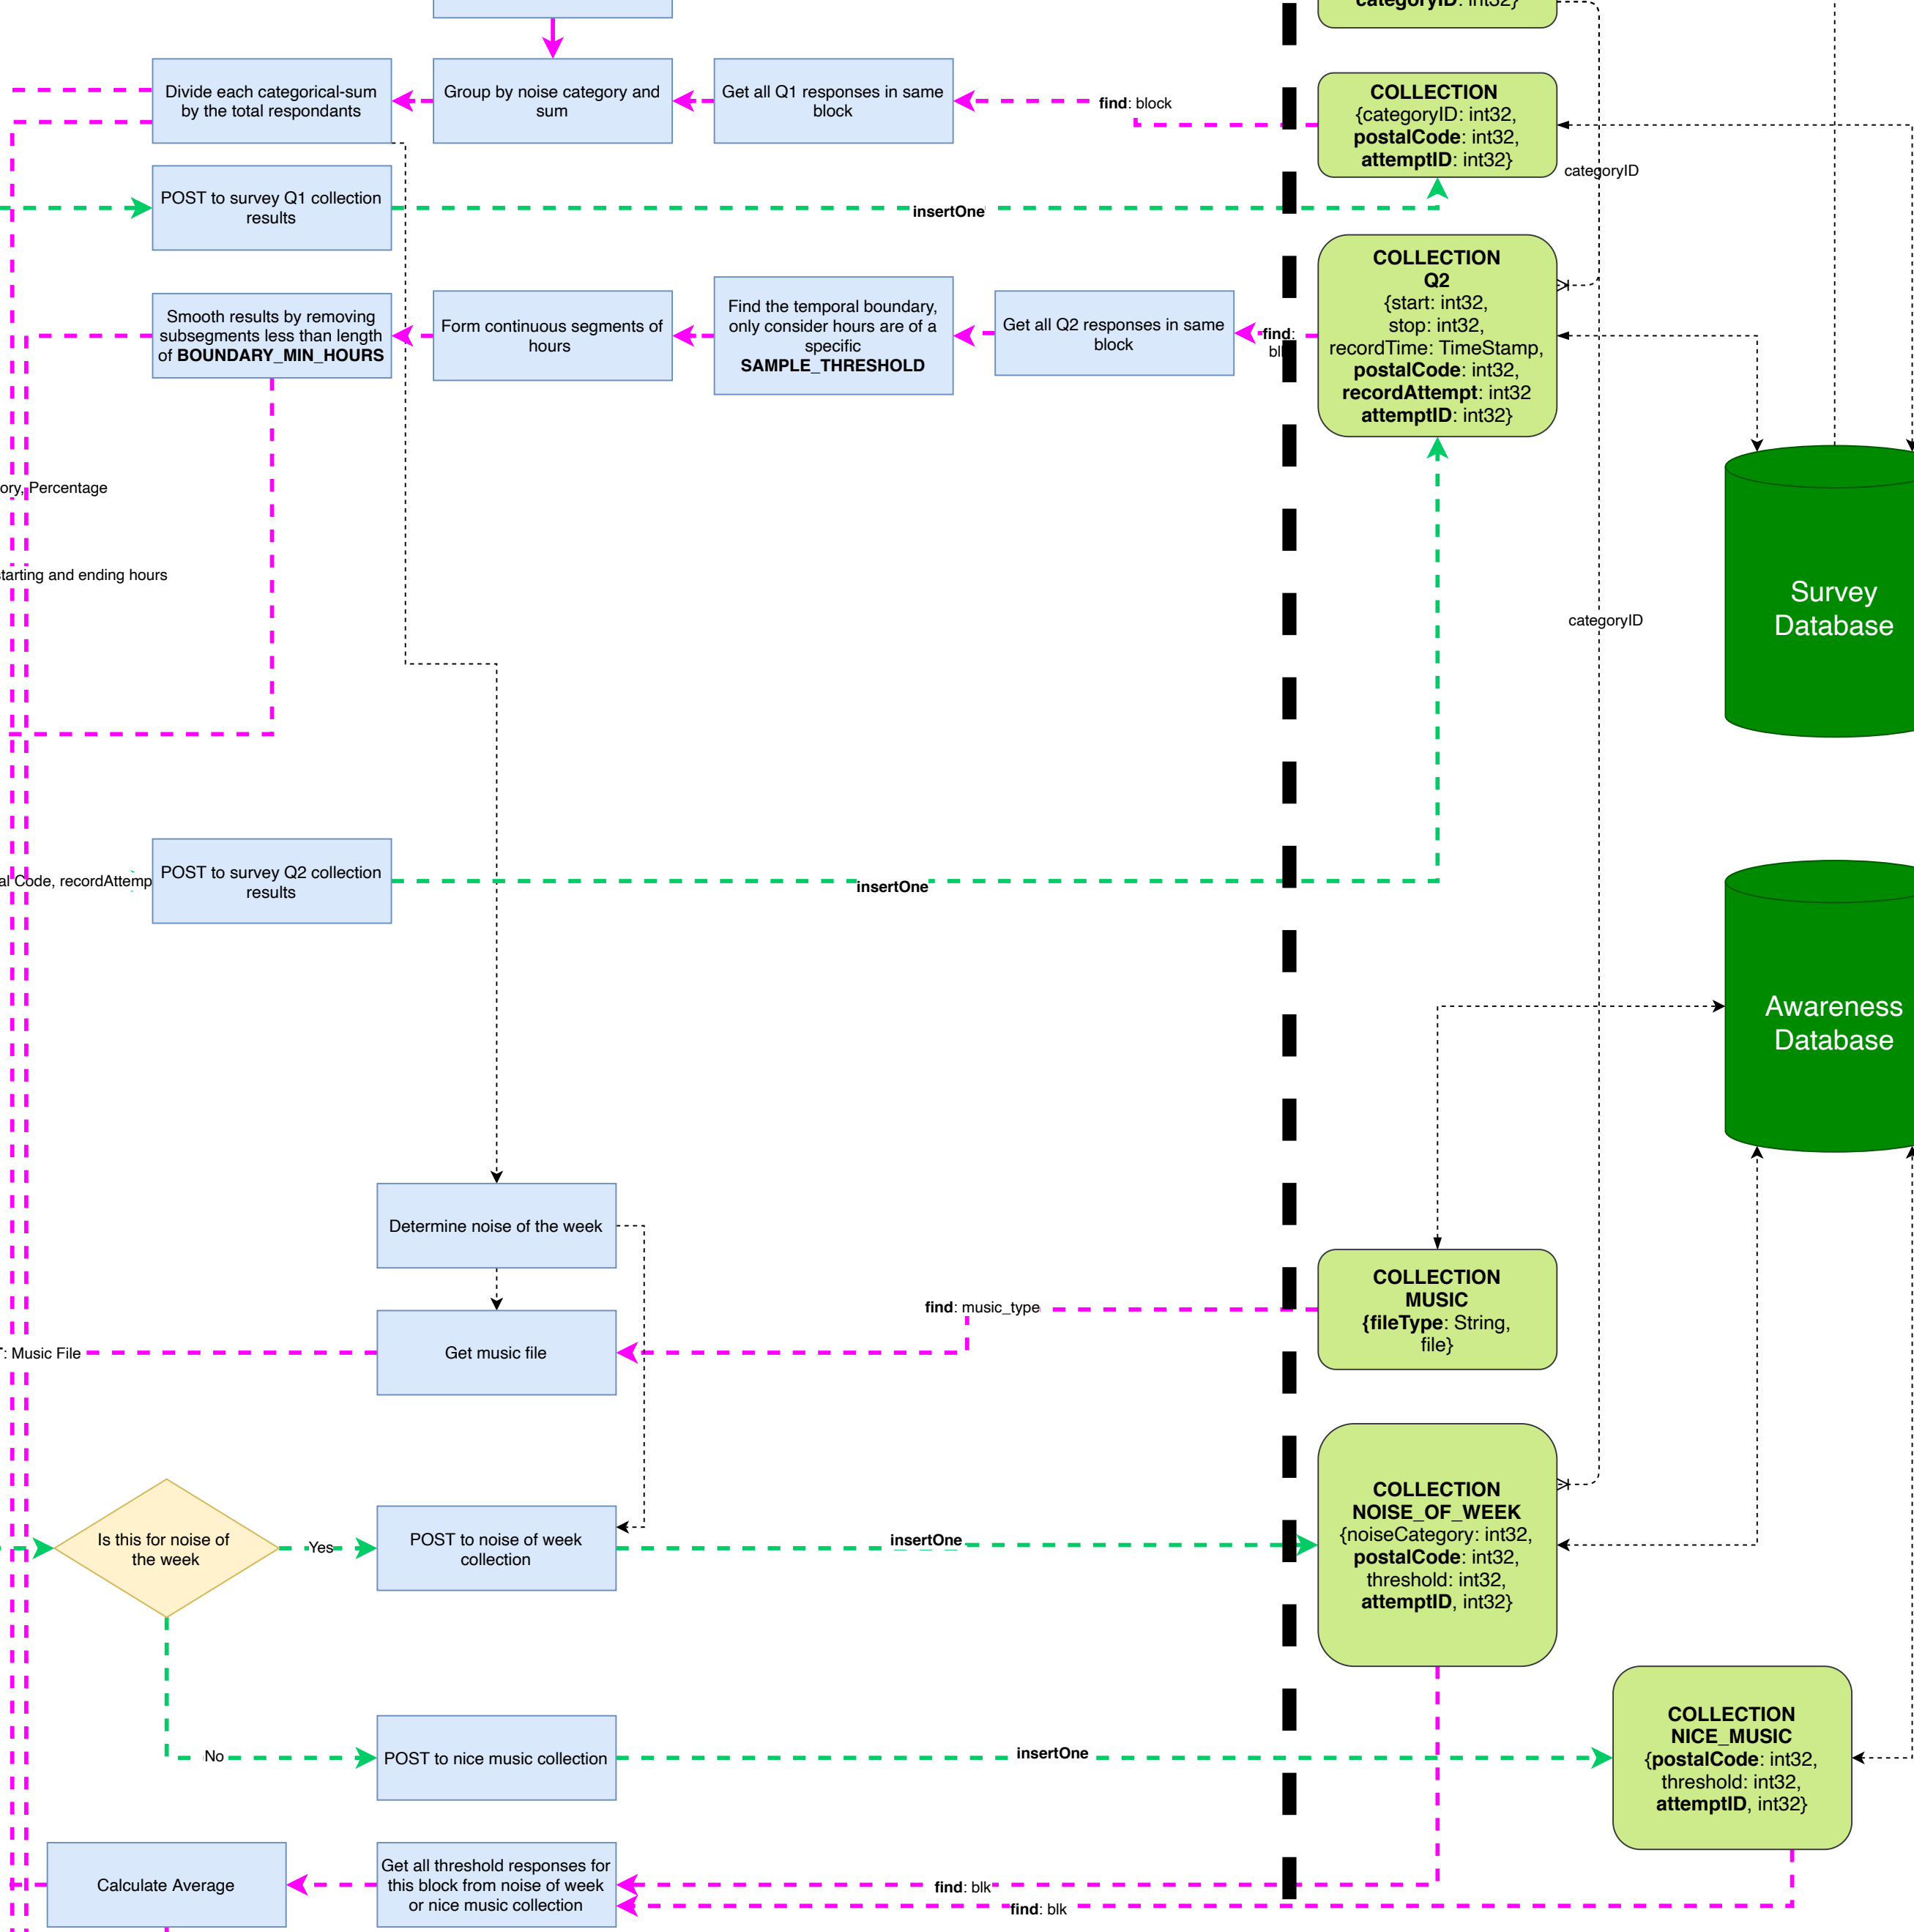 categoryID: int32}
Divide each categorical-sum
by the total respondants
Group by noise category and
sum
Get all Q1 responses in same
block
find: block
COLLECTION
{categoryID: int32,
postalCode: int32,
attemptID: int32}
categoryID
POST to survey Q1 collection
results
insertOne
COLLECTION
Q2
{start: int32,
stop: int32,
recordTime: TimeStamp,
postalCode: int32,
recordAttempt: int32
attemptID: int32}
Smooth results by removing
subsegments less than length
of BOUNDARY_MIN_HOURS
Form continuous segments of
hours
Find the temporal boundary,
only consider hours are of a
specific
SAMPLE_THRESHOLD
Get all Q2 responses in same
block
find:
ory, Percentage
starting and ending hours
Survey
Database
categoryID
al Code, recordAttemp
POST to survey Q2 collection
results
insertOne
Awareness
Database
Determine noise of the week
Get music file
find: music_type
COLLECTION
MUSIC
{fileType: String,
file}
: Music File
Is this for noise of
the week
Yes
POST to noise of week
collection
insertOne
COLLECTION
NOISE_OF_WEEK
{noiseCategory: int32,
postalCode: int32,
threshold: int32,
attemptID, int32}
No
POST to nice music collection
insertOne
COLLECTION
NICE_MUSIC
{postalCode: int32,
threshold: int32,
attemptID, int32}
Calculate Average
Get all threshold responses for
this block from noise of week
or nice music collection
find: blk
find: blk